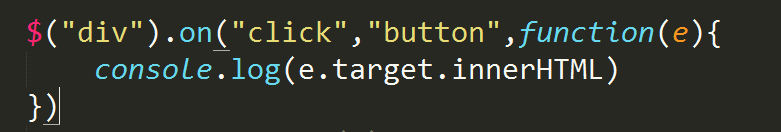 $("div").on("click","button",function(e){
    console.log(e.target.innerHTML)
})